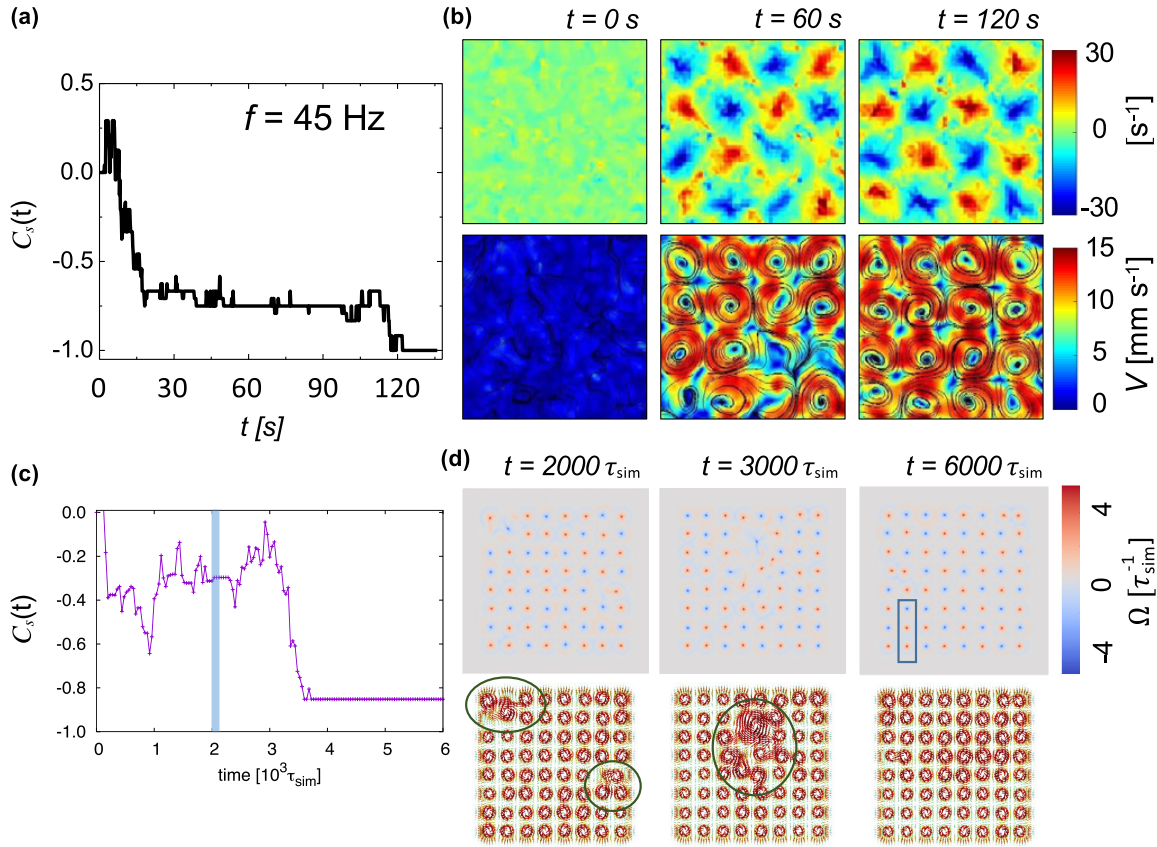 (a)
f = 45 Hz
0.5
0.0
-0.5
-1.0
Cₛ(t)
0
30
60
90
120
t [s]
(b)
t = 0 s
t = 60 s
t = 120 s
30
0
-30
[s⁻¹]
15
10
5
0
V [mm s⁻¹]
(c)
0.0
-0.2
-0.4
-0.6
-0.8
-1.0
Cₛ(t)
0
1
2
3
4
5
6
time [10³τsim]
(d)
t = 2000 τsim
t = 3000 τsim
t = 6000 τsim
4
0
-4
Ω [τsim⁻¹]